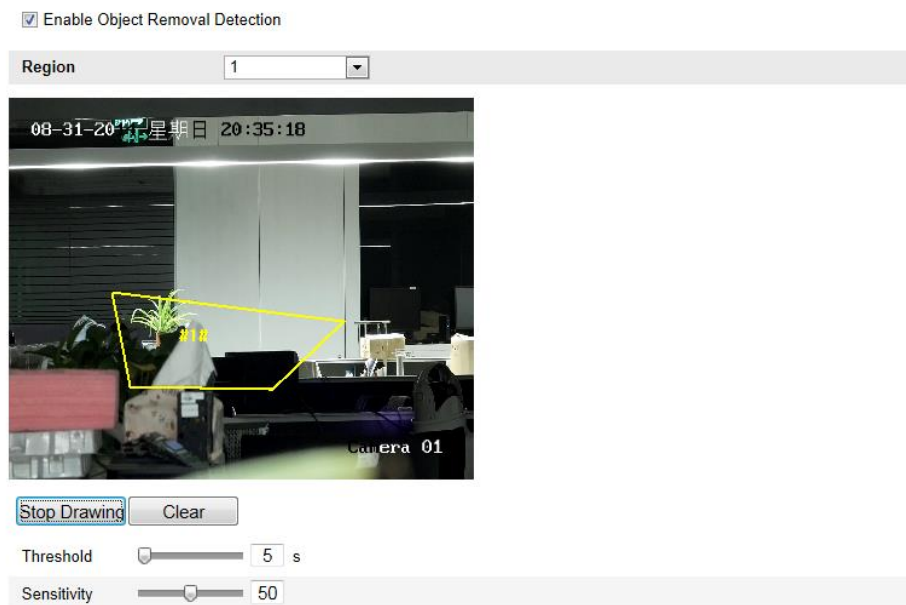 Enable Object Removal Detection
Region 1
08-31-20 星期日 20:35:18
#1#
Camera 01
Stop Drawing Clear
Threshold 5 s
Sensitivity 50